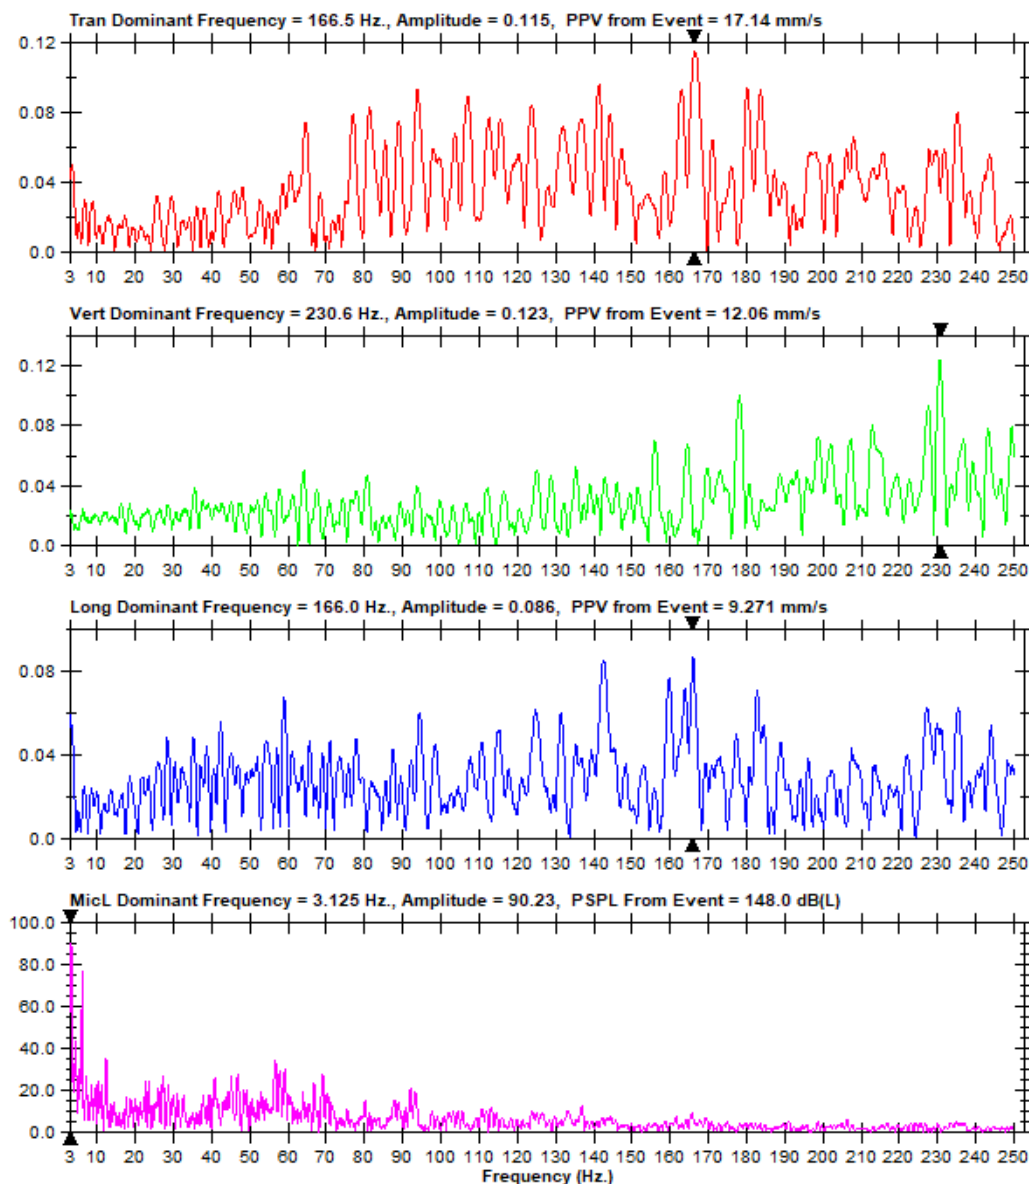 Tran Dominant Frequency = 166.5 Hz., Amplitude = 0.115, PPV from Event = 17.14 mm/s
0.12
0.08
0.04
0.0
3 10 20 30 40 50 60 70 80 90 100 110 120 130 140 150 160 170 180 190 200 210 220 230 240 250
Vert Dominant Frequency = 230.6 Hz., Amplitude = 0.123, PPV from Event = 12.06 mm/s
0.12
0.08
0.04
0.0
3 10 20 30 40 50 60 70 80 90 100 110 120 130 140 150 160 170 180 190 200 210 220 230 240 250
Long Dominant Frequency = 166.0 Hz., Amplitude = 0.086, PPV from Event = 9.271 mm/s
0.08
0.04
0.0
3 10 20 30 40 50 60 70 80 90 100 110 120 130 140 150 160 170 180 190 200 210 220 230 240 250
MicL Dominant Frequency = 3.125 Hz., Amplitude = 90.23, PSPL From Event = 148.0 dB(L)
100.0
80.0
60.0
40.0
20.0
0.0
3 10 20 30 40 50 60 70 80 90 100 110 120 130 140 150 160 170 180 190 200 210 220 230 240 250
Frequency (Hz.)